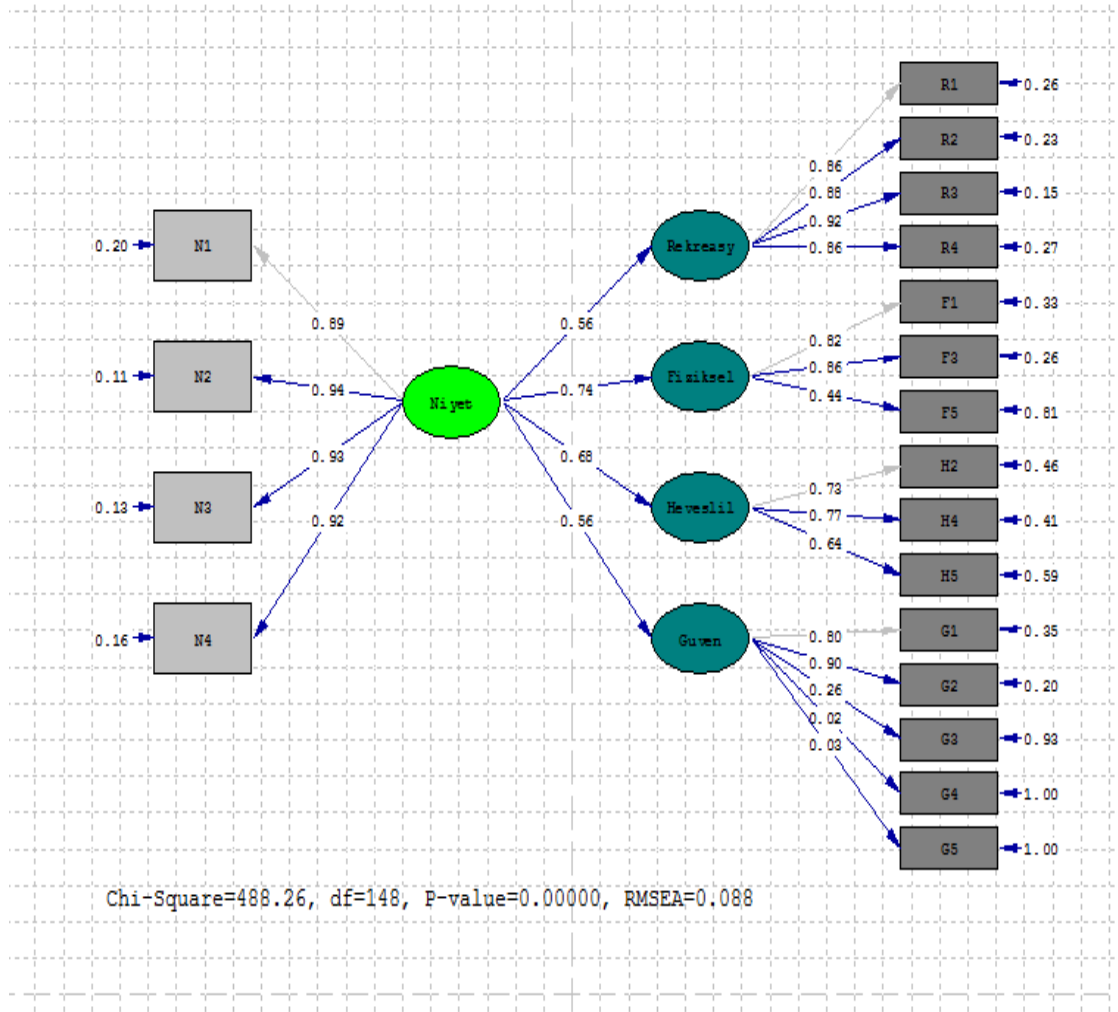 R1
0.26
R2
0.23
0.86
0.88
R3
0.15
0.92
0.20
N1
Rekreasy
0.86
R4
0.27
F1
0.33
0.89
0.56
0.82
F3
0.26
0.11
N2
0.94
0.74
Fiziksel
0.86
0.44
Niyet
F5
0.81
0.93
0.68
H2
0.46
0.73
0.13
N3
Heveslil
0.77
H4
0.41
0.92
0.56
0.64
H5
0.59
0.16
N4
Guven
0.80
G1
0.35
0.90
G2
0.20
0.26
0.02
G3
0.93
0.03
G4
1.00
G5
1.00
Chi-Square=488.26, df=148, P-value=0.00000, RMSEA=0.088